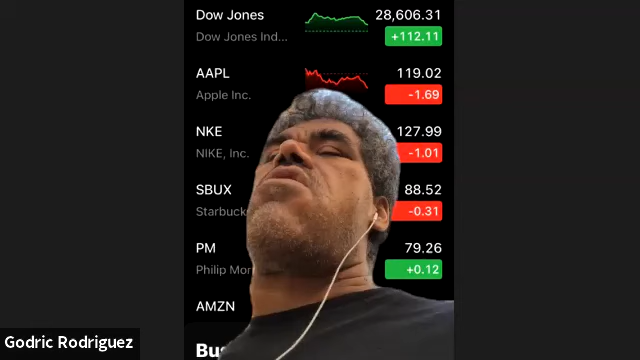 Dow Jones
28,606.31
Dow Jones Ind...
+112.11
AAPL
119.02
Apple Inc.
-1.69
NKE
127.99
NIKE, Inc.
-1.01
SBUX
88.52
Starbuck
-0.31
PM
79.26
Philip Mor
+0.12
AMZN
Bu
Godric Rodriguez